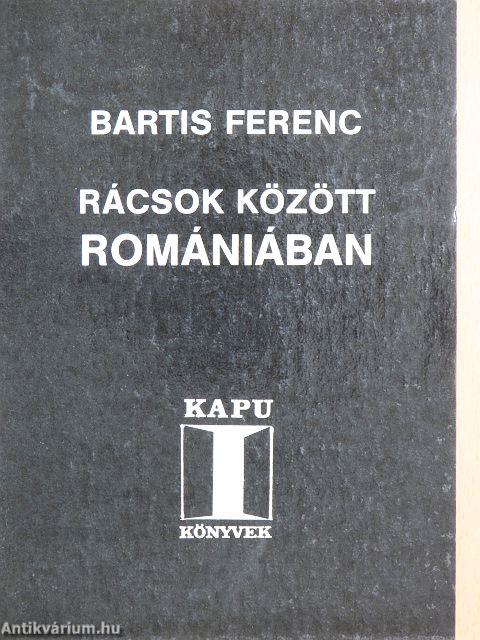 BARTIS FERENC
RÁCSOK KÖZÖTT
ROMÁNIÁBAN
KAPU
KÖNYVEK
Antikvárium.hu